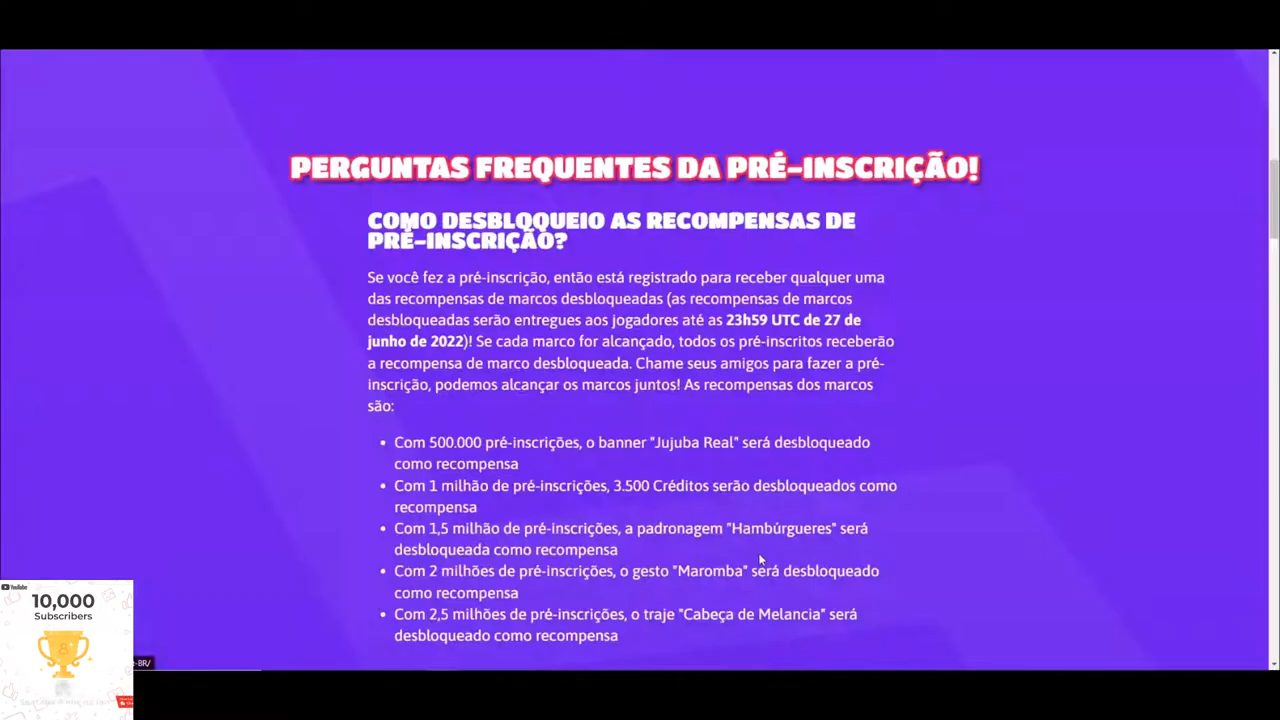 PERGUNTAS FREQUENTES DA PRÉ-INSCRIÇÃO!
COMO DESBLOQUEIO AS RECOMPENSAS DE
PRÉ-INSCRIÇÃO?
Se você fez a pré-inscrição, então está registrado para receber qualquer uma
das recompensas de marcos desbloqueadas (as recompensas de marcos
desbloqueadas serão entregues aos jogadores até as 23h59 UTC de 27 de
junho de 2022)! Se cada marco for alcançado, todos os pré-inscritos receberão
a recompensa de marco desbloqueada. Chame seus amigos para fazer a pré-
inscrição, podemos alcançar os marcos juntos! As recompensas dos marcos
são:
• Com 500.000 pré-inscrições, o banner "Jujuba Real" será desbloqueado
como recompensa
• Com 1 milhão de pré-inscrições, 3.500 Créditos serão desbloqueados como
recompensa
• Com 1,5 milhão de pré-inscrições, a padronagem "Hambúrgueres" será
desbloqueada como recompensa
• Com 2 milhões de pré-inscrições, o gesto "Maromba" será desbloqueado
como recompensa
• Com 2,5 milhões de pré-inscrições, o traje "Cabeça de Melancia" será
desbloqueado como recompensa
YouTube
10,000
Subscribers
e-BR/